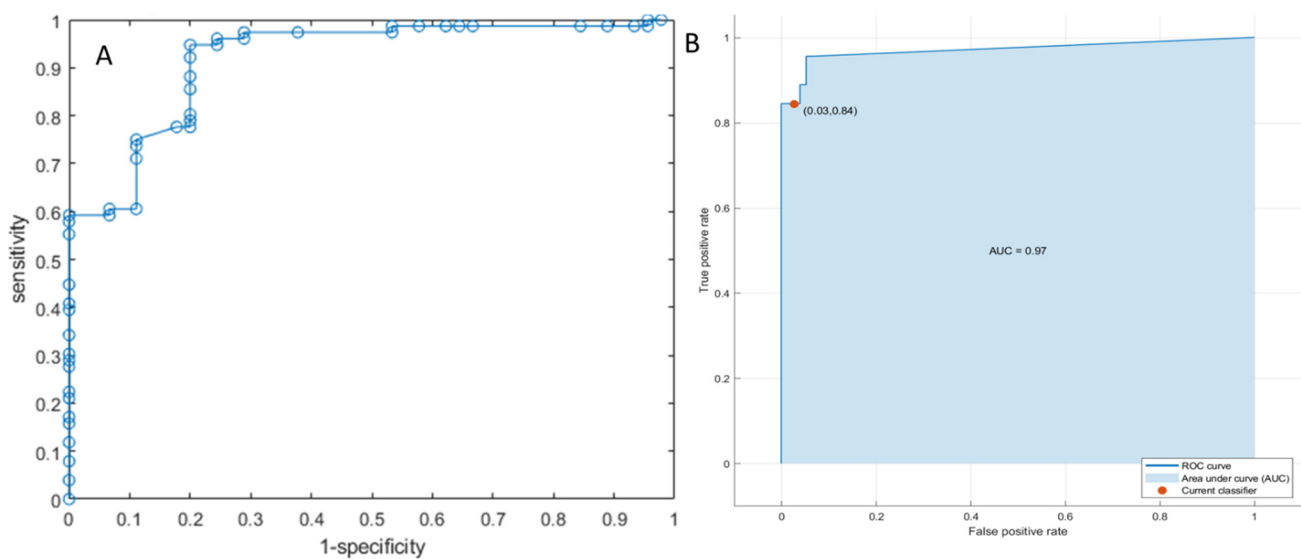 A
sensitivity
1
0.9
0.8
0.7
0.6
0.5
0.4
0.3
0.2
0.1
0
0 0.1 0.2 0.3 0.4 0.5 0.6 0.7 0.8 0.9 1
1-specificity
B
True positive rate
1
0.8
0.6
0.4
0.2
0
(0.03,0.84)
AUC = 0.97
ROC curve
Area under curve (AUC)
Current classifier
0 0.2 0.4 0.6 0.8 1
False positive rate